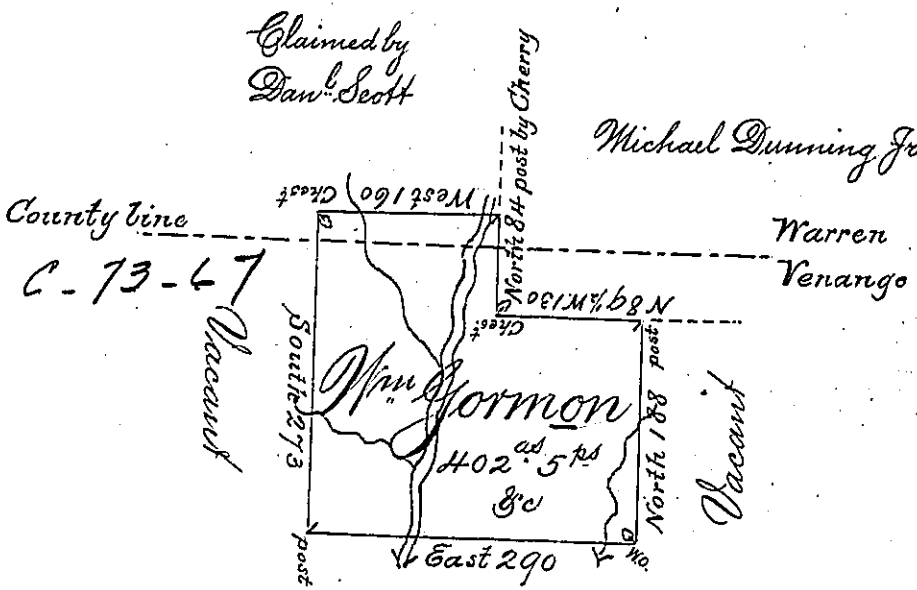 Claimed by
Dan.l Scott
North 84 post by Cherry
Michael Dunning Jr
County line
Chest
West 160
Warren
Venango
C-73-67
Vacant
South 273
Chest
N 89½ W 130
post
Wm Gormon
402 as. 5 ps
&c
North 188
Vacant
post
East 290
W.O.